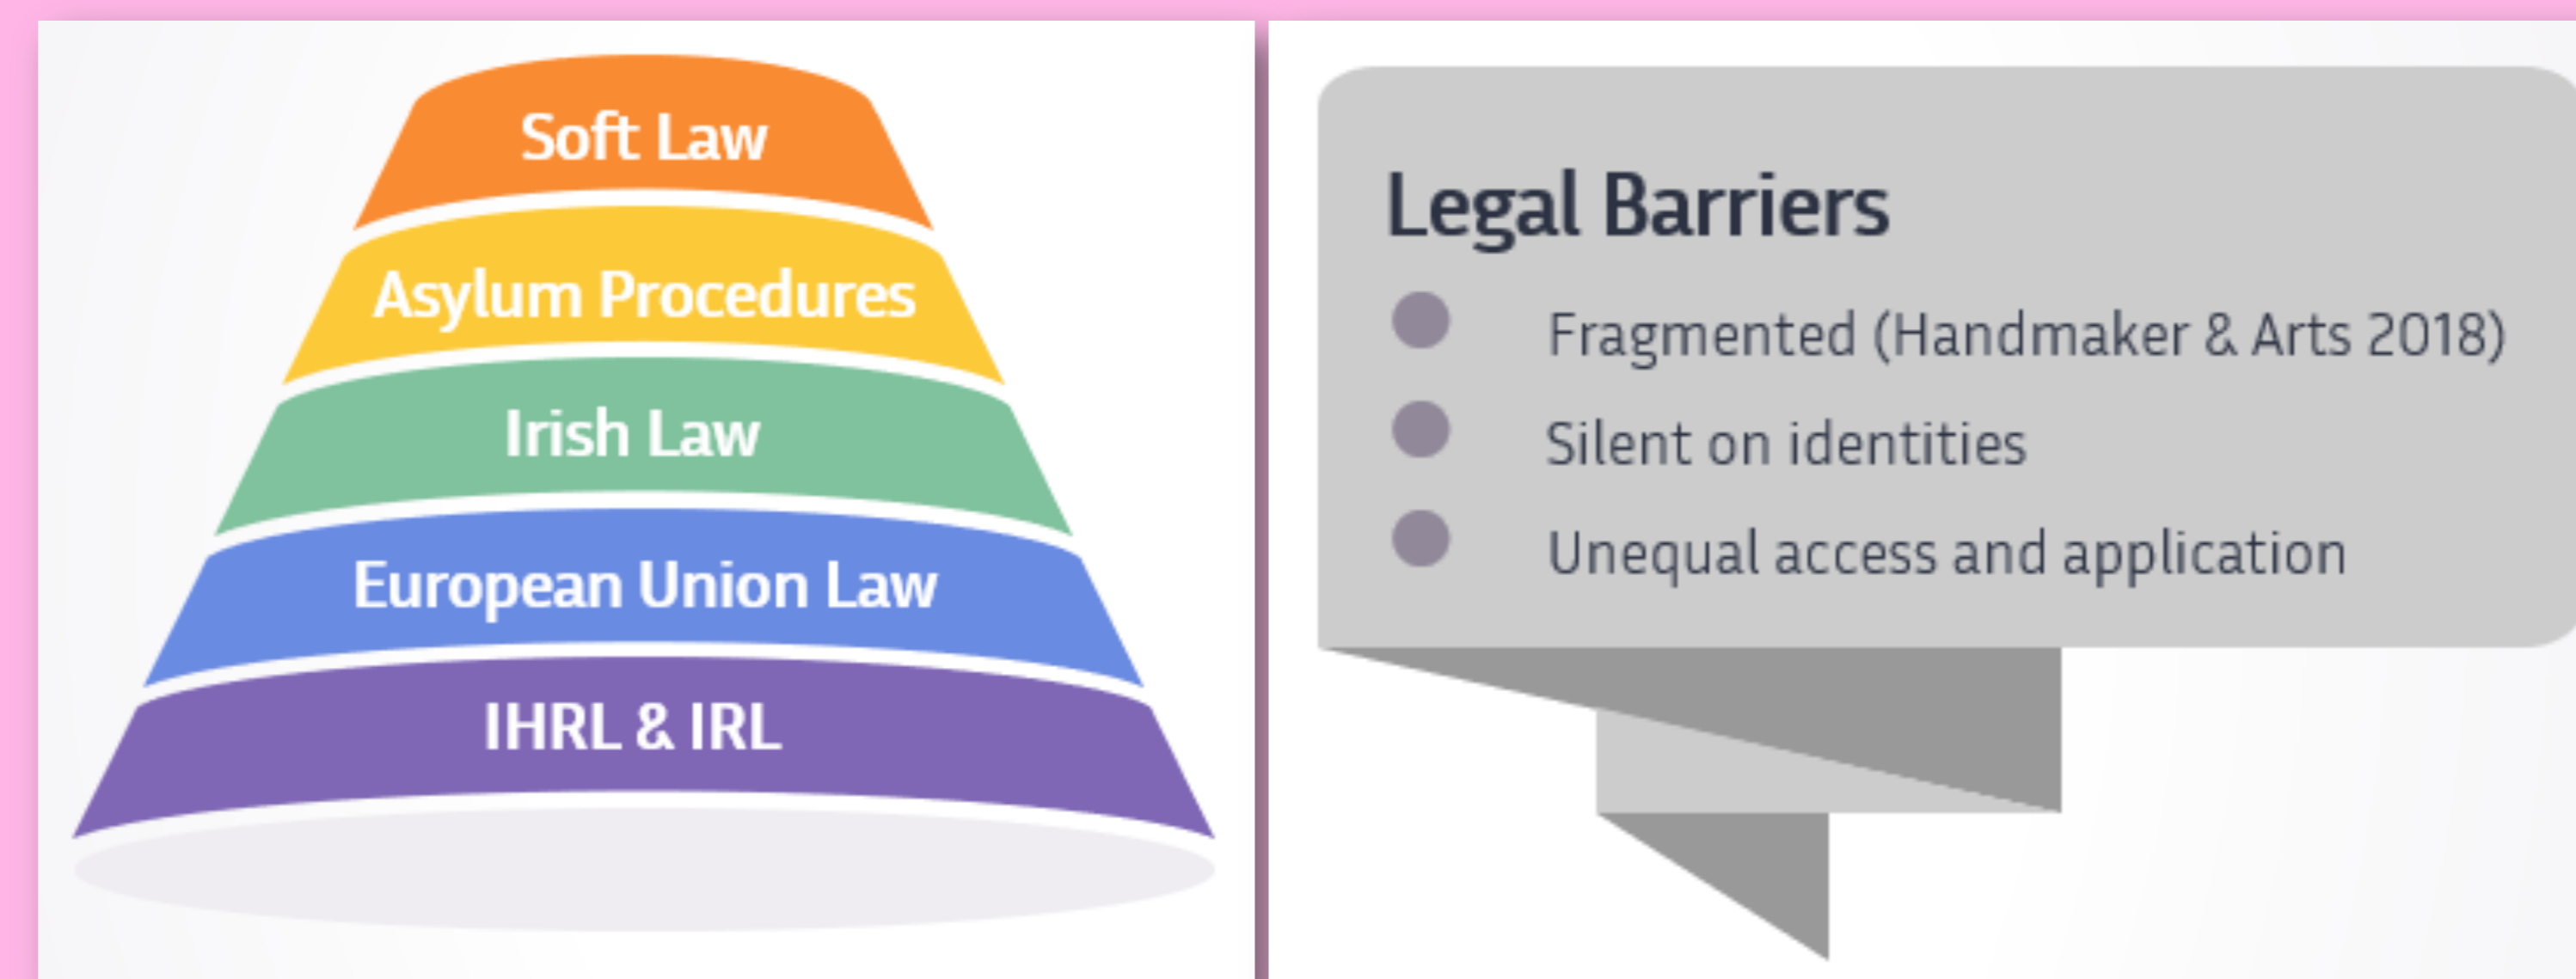 Soft Law
Asylum Procedures
Irish Law
European Union Law
IHRL & IRL
Legal Barriers
Fragmented (Handmaker & Arts 2018)
Silent on identities
Unequal access and application